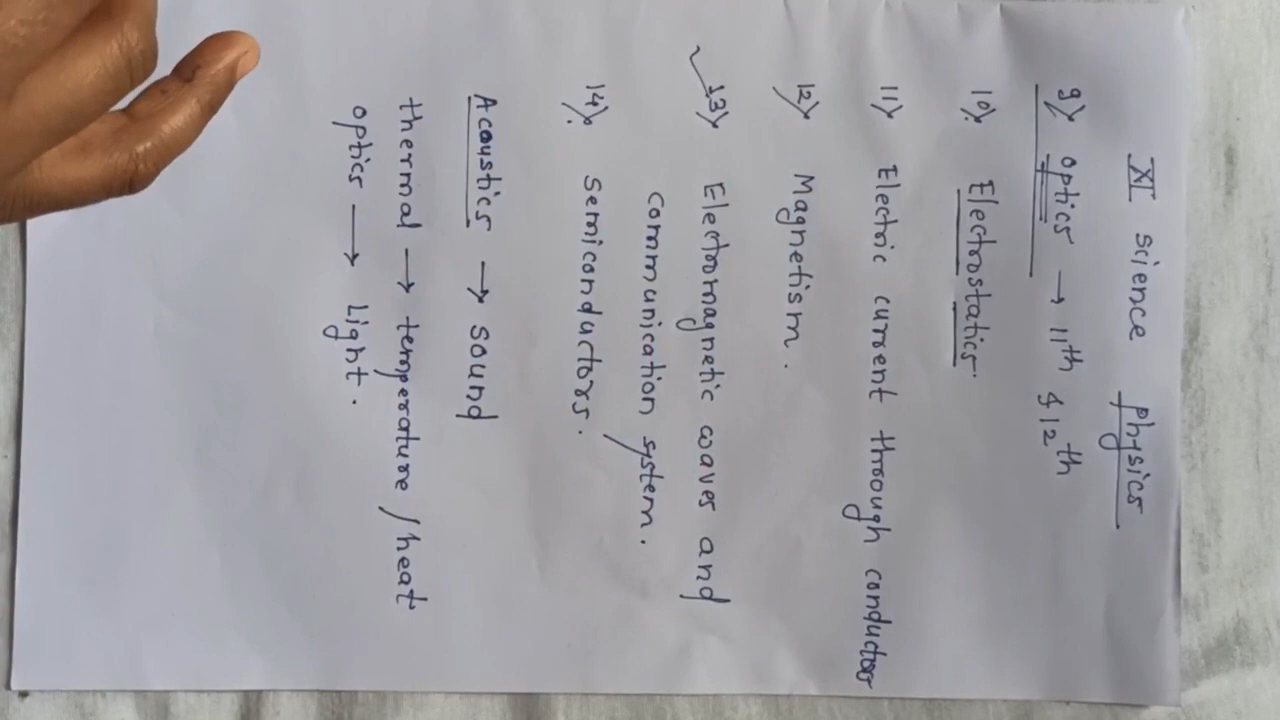 XI science physics
9) optics → 11th & 12th
10). Electrostatics.
11) Electric current through conductors
12) Magnetism.
13) Electromagnetic waves and
communication system.
14). semiconductors.
Acoustics → sound
thermal → temperature / heat
optics → Light.